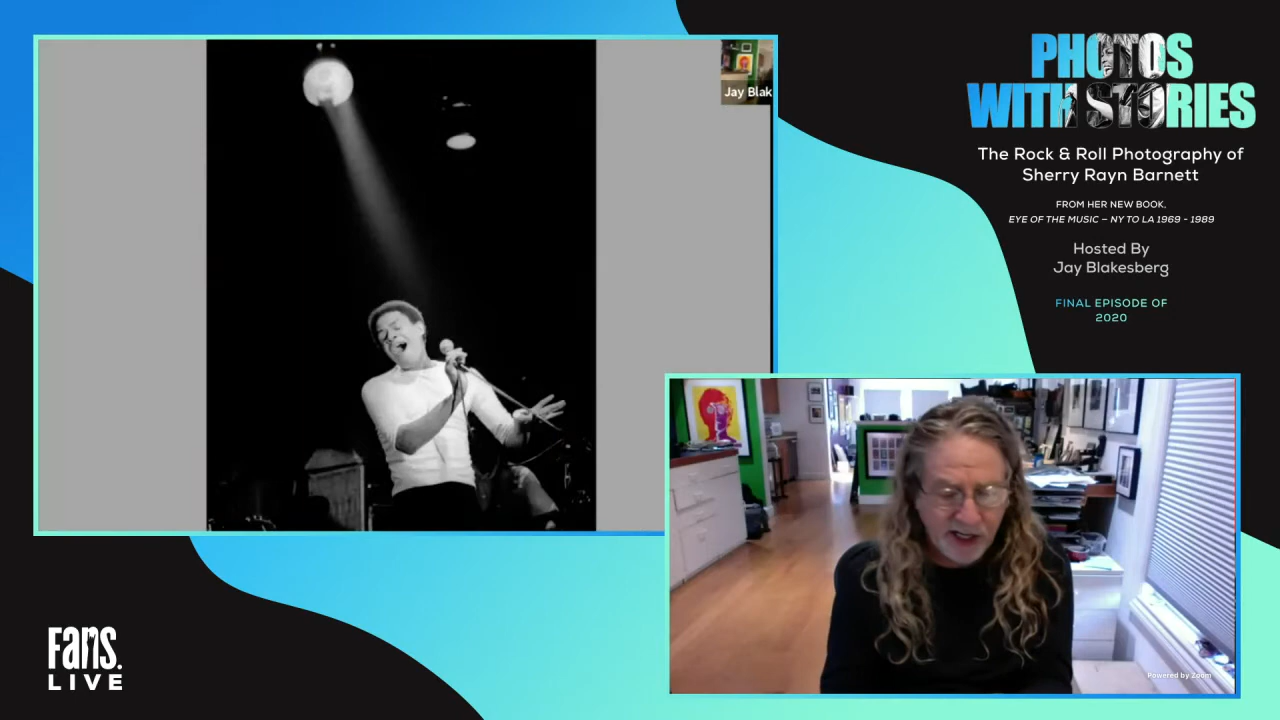 Jay Blak
PHOTOS
WITH STORIES
The Rock & Roll Photography of
Sherry Rayn Barnett
FROM HER NEW BOOK,
EYE OF THE MUSIC – NY TO LA 1969 - 1989
Hosted By
Jay Blakesberg
FINAL EPISODE OF
2020
Fans.
LIVE
Powered by Zoom